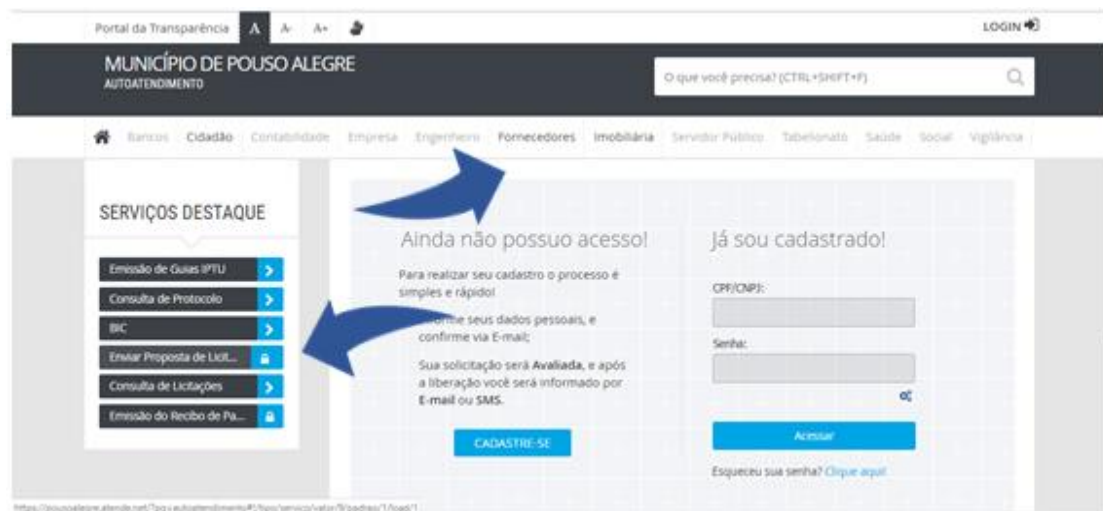 Portal da Transparência A A- A+
LOGIN
MUNICÍPIO DE POUSO ALEGRE
AUTOATENDIMENTO
O que você precisa? (CTRL+SHIFT+F)
Bancos Cidadão Contabilidade Empresa Engenheiro Fornecedores Imobiliária Servidor Público Tabelionato Saúde Social Vigilância
SERVIÇOS DESTAQUE
Emissão de Guias IPTU
Consulta de Protocolo
BIC
Enviar Proposta de Licit...
Consulta de Licitações
Emissão do Recibo de Pa...
Ainda não possuo acesso!
Para realizar seu cadastro o processo é
simples e rápido!
seus dados pessoais, e
confirme via E-mail;
Sua solicitação será Avaliada, e após
a liberação você será informado por
E-mail ou SMS.
CADASTRE-SE
Já sou cadastrado!
CPF/CNPJ:
Senha:
Acessar
Esqueceu sua senha? Clique aqui!